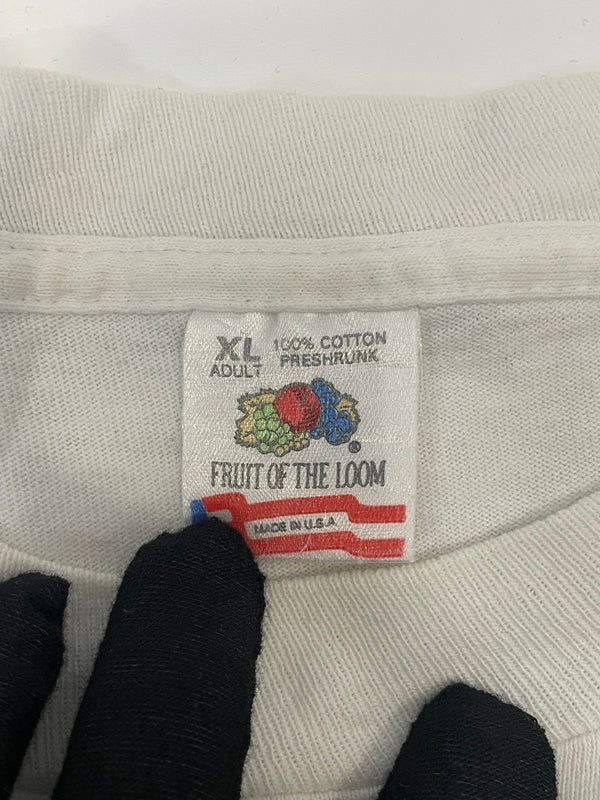 XL 100% COTTON
ADULT PRESHRUNK
®
FRUIT OF THE LOOM
MADE IN U.S.A